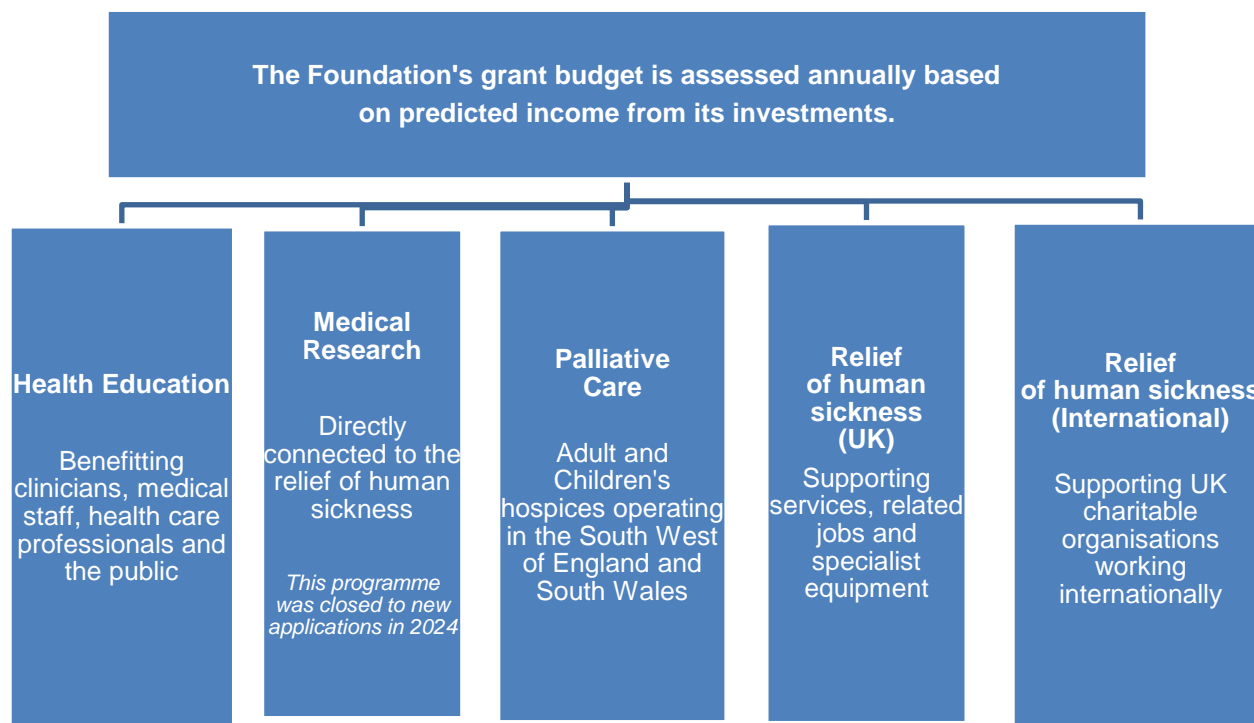 The Foundation's grant budget is assessed annually based
on predicted income from its investments.
Health Education
Benefitting
clinicians, medical
staff, health care
professionals and
the public
Medical
Research
Directly
connected to the
relief of human
sickness
This programme
was closed to new
applications in 2024
Palliative
Care
Adult and
Children's
hospices operating
in the South West
of England and
South Wales
Relief
of human
sickness
(UK)
Supporting
services, related
jobs and
specialist
equipment
Relief
of human sickness
(International)
Supporting UK
charitable
organisations
working
internationally